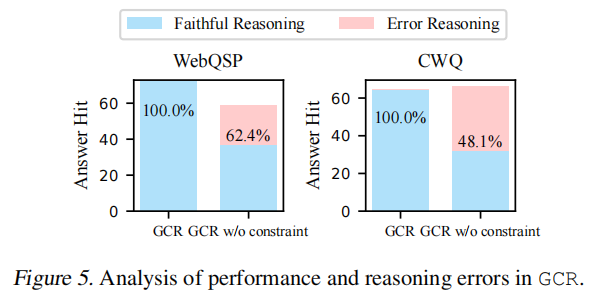 Faithful Reasoning Error Reasoning
WebQSP CWQ
Answer Hit
60
40
20
0
100.0%
62.4%
GCR GCR w/o constraint
Answer Hit
60
40
20
0
100.0%
48.1%
GCR GCR w/o constraint
Figure 5. Analysis of performance and reasoning errors in GCR.